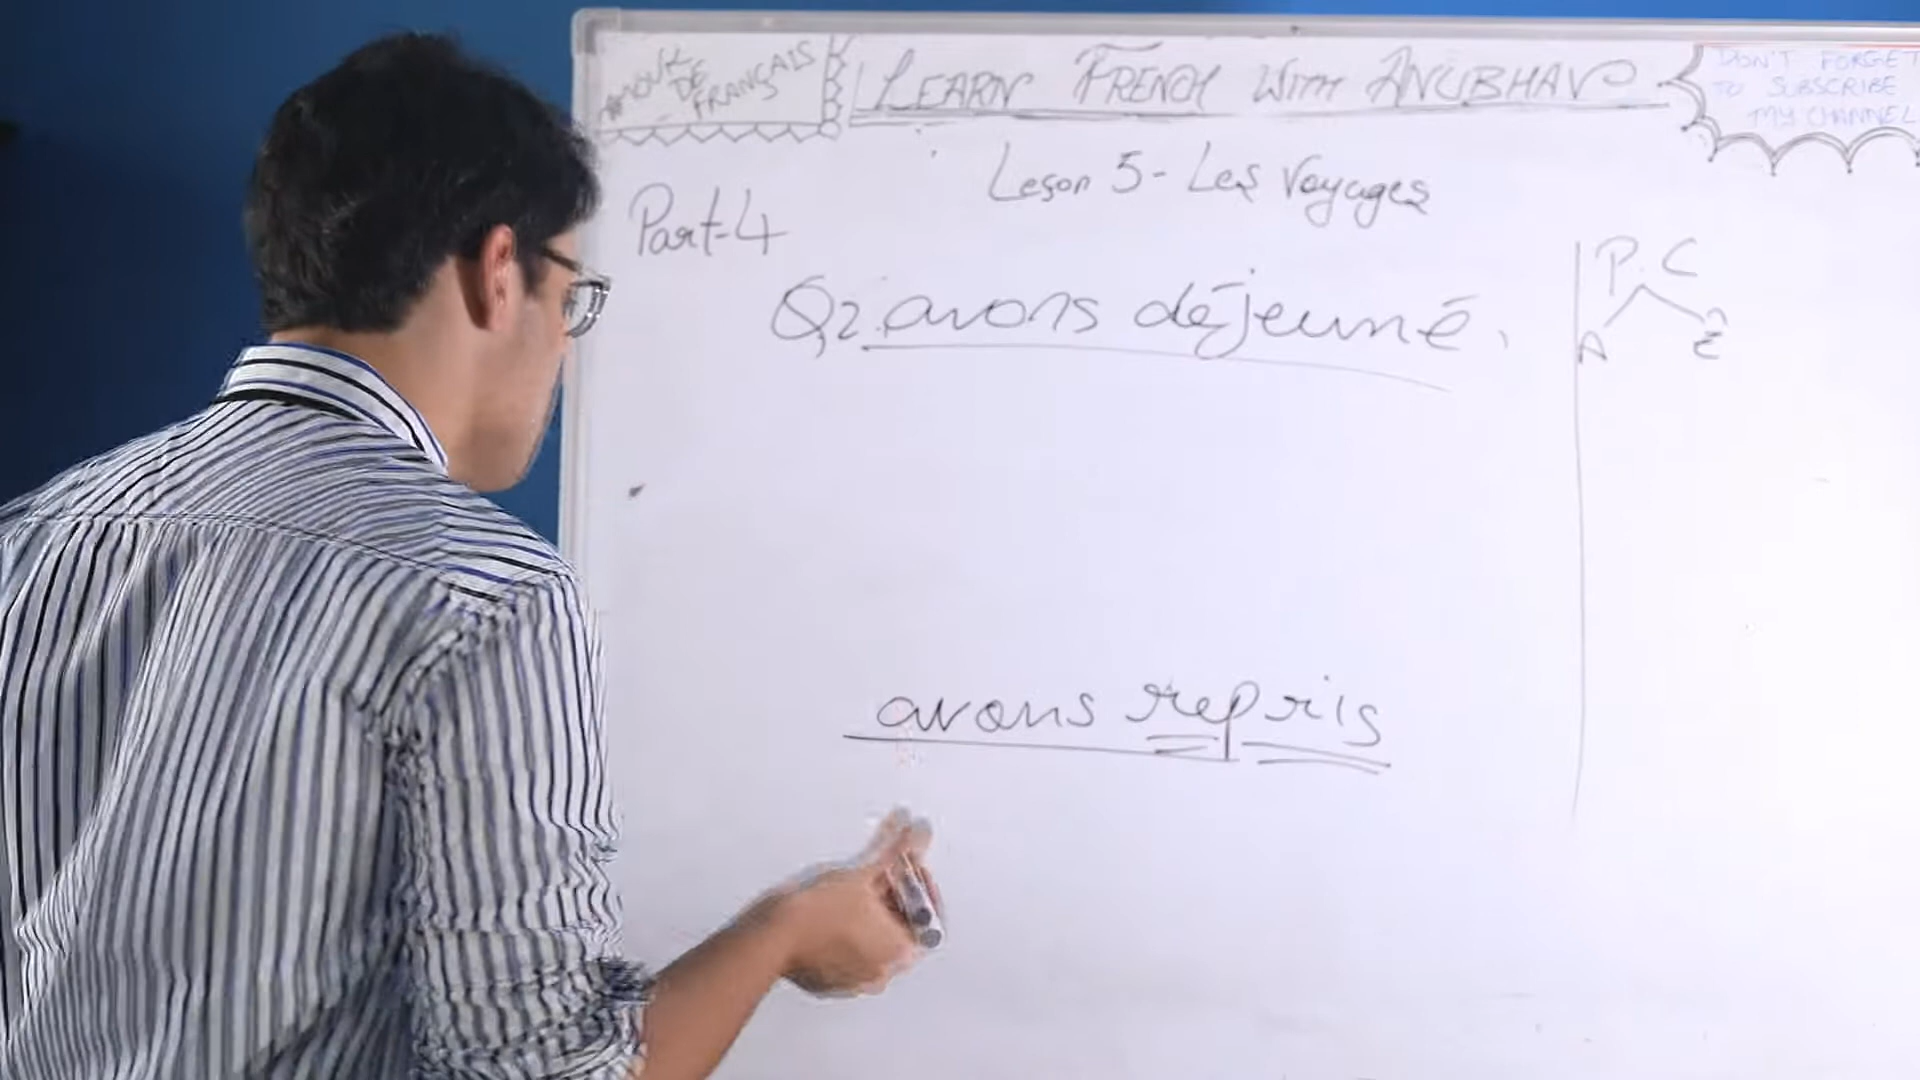 AMOUR
DE
FRANÇAIS
LEARN FRENCH WITH ANUBHAV
DON'T FORGET
TO SUBSCRIBE
MY CHANNEL
Leson 5 - Les Voyages
Part-4
P.C
A É
Q2. avons déjeuné.
avons repris